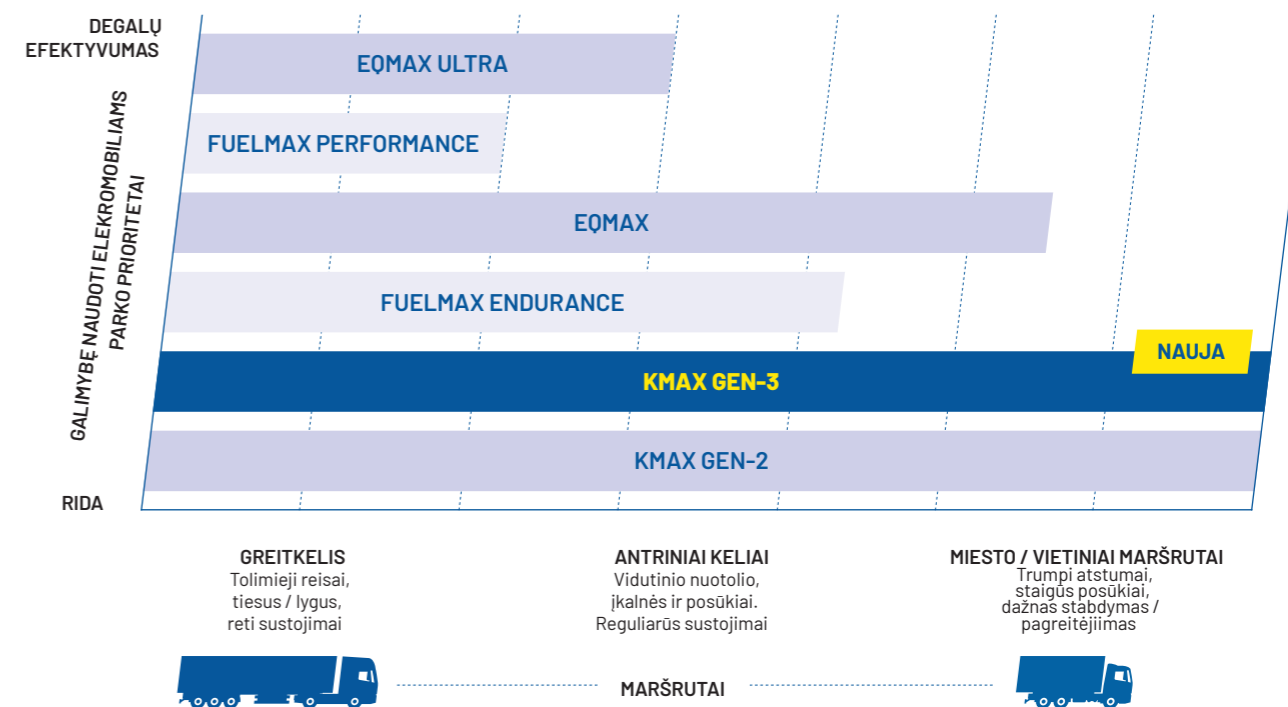 DEGALŲ
EFEKTYVUMAS
EQMAX ULTRA
FUELMAX PERFORMANCE
EQMAX
FUELMAX ENDURANCE
NAUJA
KMAX GEN-3
KMAX GEN-2
GALIMYBĘ NAUDOTI ELEKROMOBILIAMS
PARKO PRIORITETAI
RIDA
GREITKELIS
Tolimieji reisai,
tiesus / lygus,
reti sustojimai
ANTRINIAI KELIAI
Vidutinio nuotolio,
įkalnės ir posūkiai.
Reguliarūs sustojimai
MIESTO / VIETINIAI MARŠRUTAI
Trumpi atstumai,
staigūs posūkiai,
dažnas stabdymas /
pagreitėjiimas
MARŠRUTAI